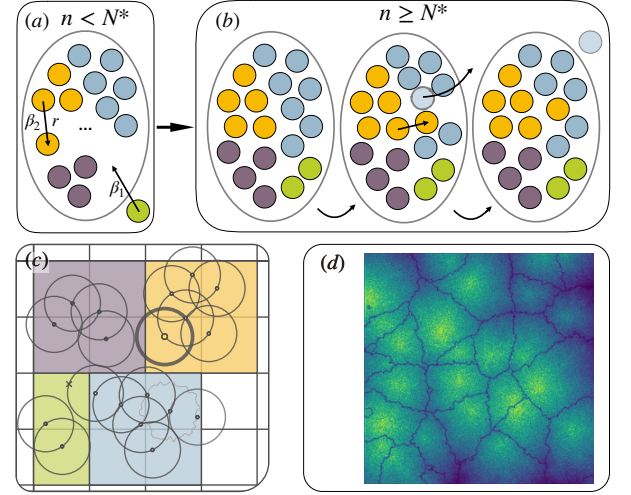 (a) n < N*
β₂ r
...
β₁
(b) n ≥ N*
(c)
(d)